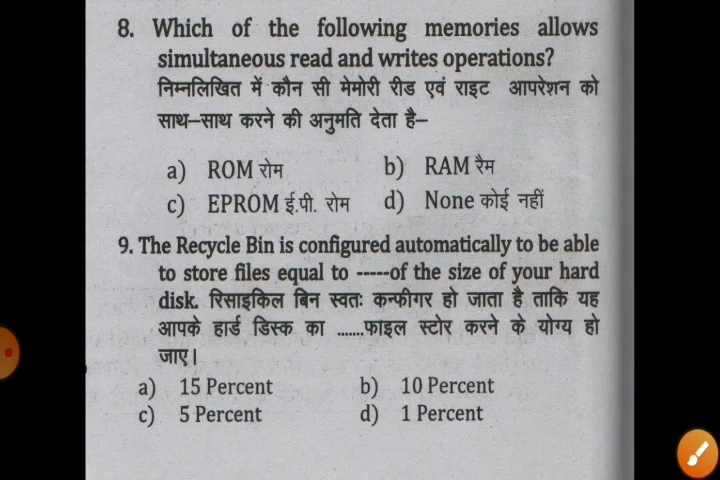 8. Which of the following memories allows
simultaneous read and writes operations?
निम्नलिखित में कौन सी मेमोरी रीड एवं राइट आपरेशन को
साथ–साथ करने की अनुमति देता है–
a) ROM रोम b) RAM रैम
c) EPROM ई.पी. रोम d) None कोई नहीं
9. The Recycle Bin is configured automatically to be able
to store files equal to -----of the size of your hard
disk. रिसाइकिल बिन स्वतः कन्फीगर हो जाता है ताकि यह
आपके हार्ड डिस्क का .......फाइल स्टोर करने के योग्य हो
जाए।
a) 15 Percent b) 10 Percent
c) 5 Percent d) 1 Percent